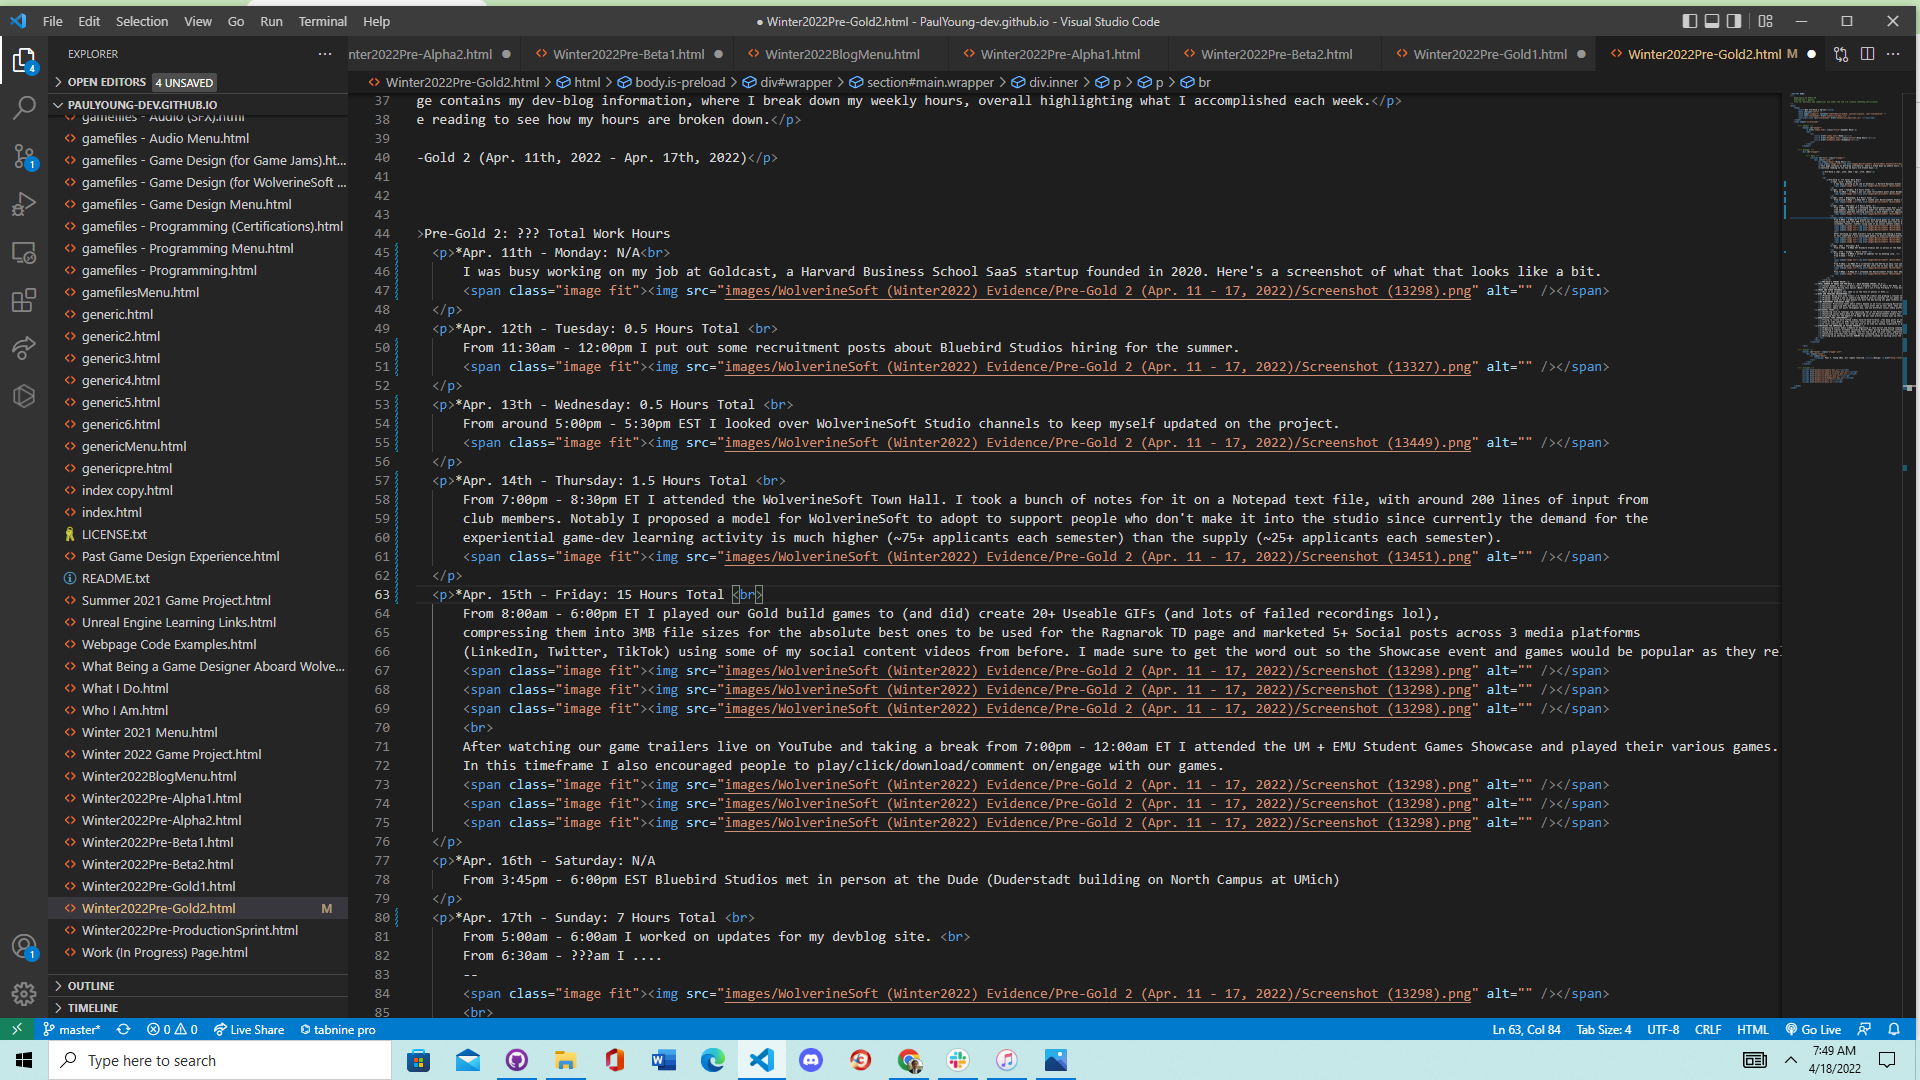 File Edit Selection View Go Run Terminal Help
● Winter2022Pre-Gold2.html - PaulYoung-dev.github.io - Visual Studio Code
EXPLORER
nter2022Pre-Alpha2.html
Winter2022Pre-Beta1.html
Winter2022BlogMenu.html
Winter2022Pre-Alpha1.html
Winter2022Pre-Beta2.html
Winter2022Pre-Gold1.html
Winter2022Pre-Gold2.html M
OPEN EDITORS 4 UNSAVED
Winter2022Pre-Gold2.html > html > body.is-preload > div#wrapper > section#main.wrapper > div.inner > p > p > br
PAULYOUNG-DEV.GITHUB.IO
gamefiles - Audio (SFX).html
gamefiles - Audio Menu.html
gamefiles - Game Design (for Game Jams).ht...
gamefiles - Game Design (for WolverineSoft ...
gamefiles - Game Design Menu.html
gamefiles - Programming (Certifications).html
gamefiles - Programming Menu.html
gamefiles - Programming.html
gamefilesMenu.html
generic.html
generic2.html
generic3.html
generic4.html
generic5.html
generic6.html
genericMenu.html
genericpre.html
index copy.html
index.html
LICENSE.txt
Past Game Design Experience.html
README.txt
Summer 2021 Game Project.html
Unreal Engine Learning Links.html
Webpage Code Examples.html
What Being a Game Designer Aboard Wolve...
What I Do.html
Who I Am.html
Winter 2021 Menu.html
Winter 2022 Game Project.html
Winter2022BlogMenu.html
Winter2022Pre-Alpha1.html
Winter2022Pre-Alpha2.html
Winter2022Pre-Beta1.html
Winter2022Pre-Beta2.html
Winter2022Pre-Gold1.html
Winter2022Pre-Gold2.html M
Winter2022Pre-ProductionSprint.html
Work (In Progress) Page.html
OUTLINE
TIMELINE
37 ge contains my dev-blog information, where I break down my weekly hours, overall highlighting what I accomplished each week.</p>
38 e reading to see how my hours are broken down.</p>
39
40 -Gold 2 (Apr. 11th, 2022 - Apr. 17th, 2022)</p>
41
42
43
44 >Pre-Gold 2: ??? Total Work Hours
45 <p>*Apr. 11th - Monday: N/A<br>
46 I was busy working on my job at Goldcast, a Harvard Business School SaaS startup founded in 2020. Here's a screenshot of what that looks like a bit.
47 <span class="image fit"><img src="images/WolverineSoft (Winter2022) Evidence/Pre-Gold 2 (Apr. 11 - 17, 2022)/Screenshot (13298).png" alt="" /></span>
48 </p>
49 <p>*Apr. 12th - Tuesday: 0.5 Hours Total <br>
50 From 11:30am - 12:00pm I put out some recruitment posts about Bluebird Studios hiring for the summer.
51 <span class="image fit"><img src="images/WolverineSoft (Winter2022) Evidence/Pre-Gold 2 (Apr. 11 - 17, 2022)/Screenshot (13327).png" alt="" /></span>
52 </p>
53 <p>*Apr. 13th - Wednesday: 0.5 Hours Total <br>
54 From around 5:00pm - 5:30pm EST I looked over WolverineSoft Studio channels to keep myself updated on the project.
55 <span class="image fit"><img src="images/WolverineSoft (Winter2022) Evidence/Pre-Gold 2 (Apr. 11 - 17, 2022)/Screenshot (13449).png" alt="" /></span>
56 </p>
57 <p>*Apr. 14th - Thursday: 1.5 Hours Total <br>
58 From 7:00pm - 8:30pm ET I attended the WolverineSoft Town Hall. I took a bunch of notes for it on a Notepad text file, with around 200 lines of input from
59 club members. Notably I proposed a model for WolverineSoft to adopt to support people who don't make it into the studio since currently the demand for the
60 experiential game-dev learning activity is much higher (~75+ applicants each semester) than the supply (~25+ applicants each semester).
61 <span class="image fit"><img src="images/WolverineSoft (Winter2022) Evidence/Pre-Gold 2 (Apr. 11 - 17, 2022)/Screenshot (13451).png" alt="" /></span>
62 </p>
63 <p>*Apr. 15th - Friday: 15 Hours Total <br>
64 From 8:00am - 6:00pm ET I played our Gold build games to (and did) create 20+ Useable GIFs (and lots of failed recordings lol),
65 compressing them into 3MB file sizes for the absolute best ones to be used for the Ragnarok TD page and marketed 5+ Social posts across 3 media platforms
66 (LinkedIn, Twitter, TikTok) using some of my social content videos from before. I made sure to get the word out so the Showcase event and games would be popular as they rel
67 <span class="image fit"><img src="images/WolverineSoft (Winter2022) Evidence/Pre-Gold 2 (Apr. 11 - 17, 2022)/Screenshot (13298).png" alt="" /></span>
68 <span class="image fit"><img src="images/WolverineSoft (Winter2022) Evidence/Pre-Gold 2 (Apr. 11 - 17, 2022)/Screenshot (13298).png" alt="" /></span>
69 <span class="image fit"><img src="images/WolverineSoft (Winter2022) Evidence/Pre-Gold 2 (Apr. 11 - 17, 2022)/Screenshot (13298).png" alt="" /></span>
70 <br>
71 After watching our game trailers live on YouTube and taking a break from 7:00pm - 12:00am ET I attended the UM + EMU Student Games Showcase and played their various games.
72 In this timeframe I also encouraged people to play/click/download/comment on/engage with our games.
73 <span class="image fit"><img src="images/WolverineSoft (Winter2022) Evidence/Pre-Gold 2 (Apr. 11 - 17, 2022)/Screenshot (13298).png" alt="" /></span>
74 <span class="image fit"><img src="images/WolverineSoft (Winter2022) Evidence/Pre-Gold 2 (Apr. 11 - 17, 2022)/Screenshot (13298).png" alt="" /></span>
75 <span class="image fit"><img src="images/WolverineSoft (Winter2022) Evidence/Pre-Gold 2 (Apr. 11 - 17, 2022)/Screenshot (13298).png" alt="" /></span>
76 </p>
77 <p>*Apr. 16th - Saturday: N/A
78 From 3:45pm - 6:00pm EST Bluebird Studios met in person at the Dude (Duderstadt building on North Campus at UMich)
79 </p>
80 <p>*Apr. 17th - Sunday: 7 Hours Total <br>
81 From 5:00am - 6:00am I worked on updates for my devblog site. <br>
82 From 6:30am - ???am I ....
83 --
84 <span class="image fit"><img src="images/WolverineSoft (Winter2022) Evidence/Pre-Gold 2 (Apr. 11 - 17, 2022)/Screenshot (13298).png" alt="" /></span>
85 <br>
4
1
1
master* 0 0 Live Share tabnine pro
Ln 63, Col 84 Tab Size: 4 UTF-8 CRLF HTML Go Live
Type here to search
7:49 AM
4/18/2022